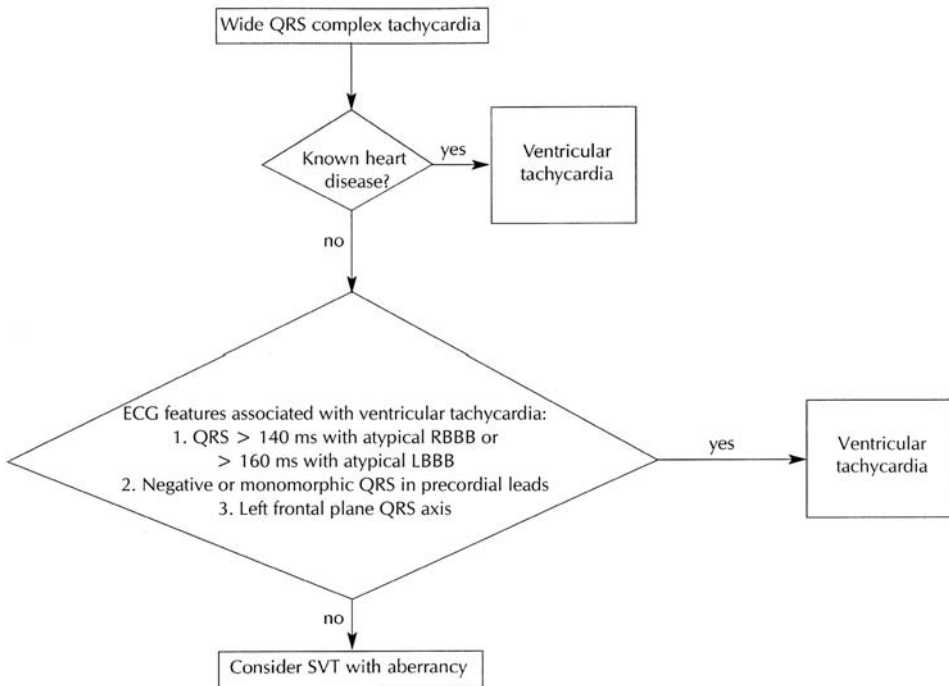 Wide QRS complex tachycardia
Known heart
disease?
yes
Ventricular
tachycardia
no
ECG features associated with ventricular tachycardia:
1. QRS > 140 ms with atypical RBBB or
> 160 ms with atypical LBBB
2. Negative or monomorphic QRS in precordial leads
3. Left frontal plane QRS axis
yes
Ventricular
tachycardia
no
Consider SVT with aberrancy